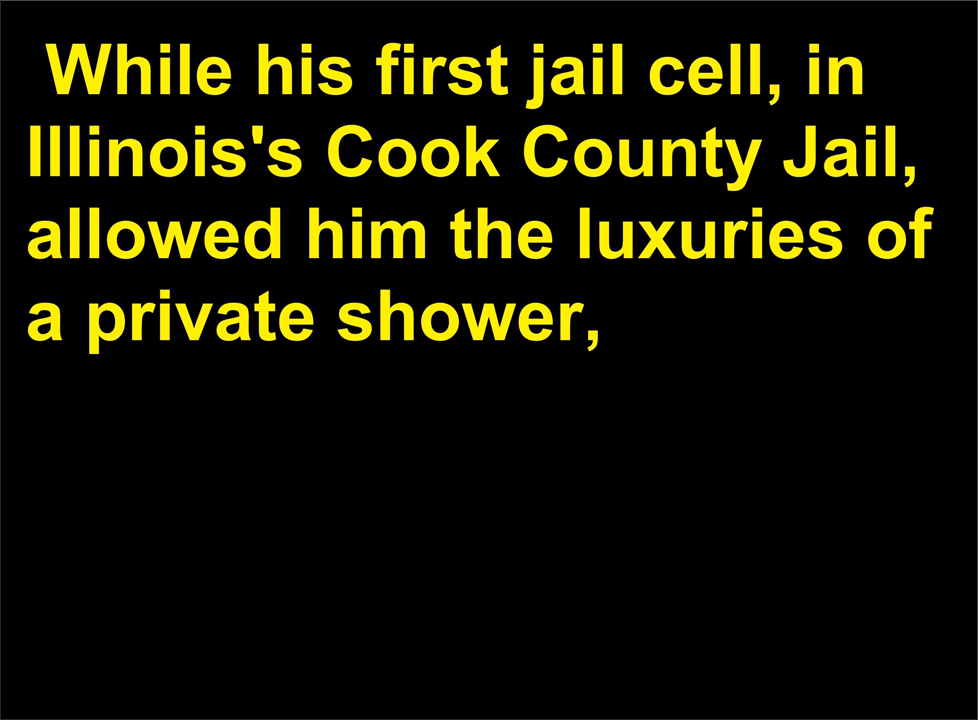 While his first jail cell, in
Illinois's Cook County Jail,
allowed him the luxuries of
a private shower,